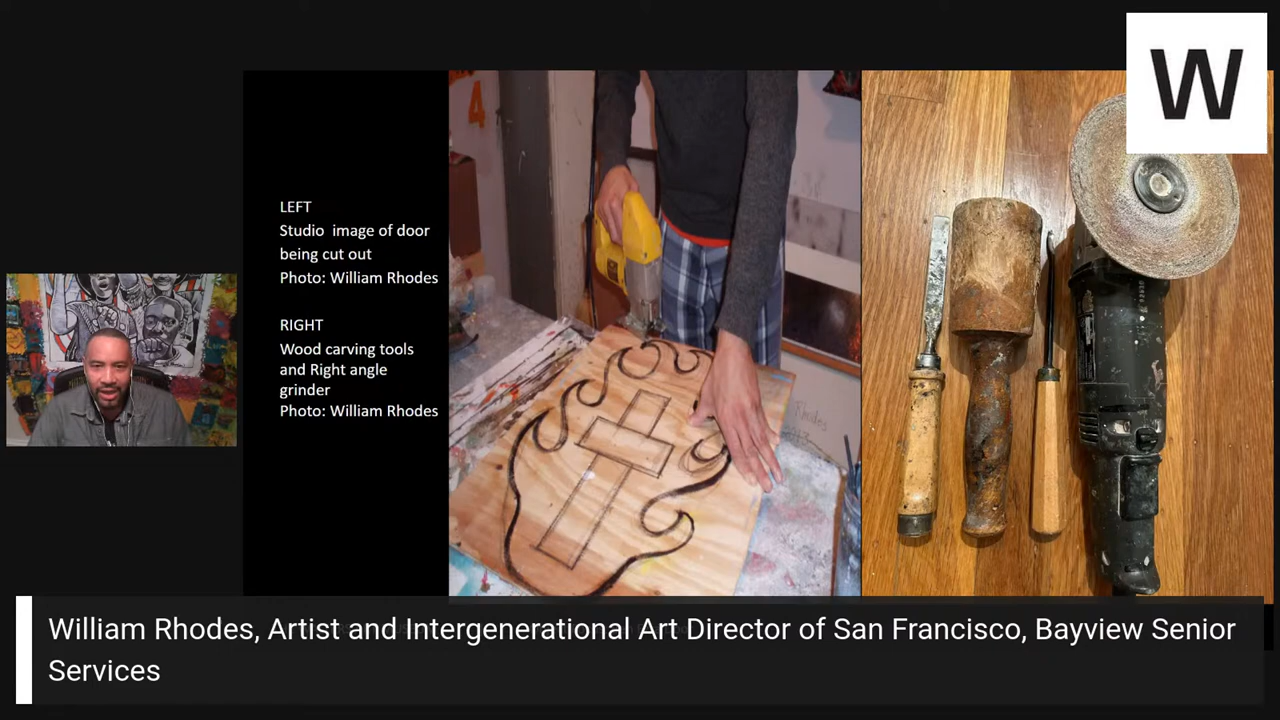 W
LEFT
Studio image of door
being cut out
Photo: William Rhodes
RIGHT
Wood carving tools
and Right angle
grinder
Photo: William Rhodes
Rhodes
William Rhodes, Artist and Intergenerational Art Director of San Francisco, Bayview Senior
Services